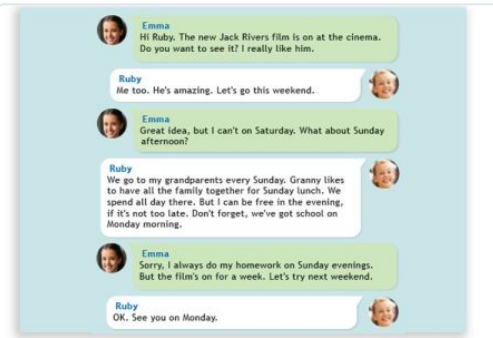 Emma
Hi Ruby. The new Jack Rivers film is on at the cinema.
Do you want to see it? I really like him.
Ruby
Me too. He's amazing. Let's go this weekend.
Emma
Great idea, but I can't on Saturday. What about Sunday
afternoon?
Ruby
We go to my grandparents every Sunday. Granny likes
to have all the family together for Sunday lunch. We
spend all day there. But I can be free in the evening,
if it's not too late. Don't forget, we've got school on
Monday morning.
Emma
Sorry, I always do my homework on Sunday evenings.
But the film's on for a week. Let's try next weekend.
Ruby
OK. See you on Monday.